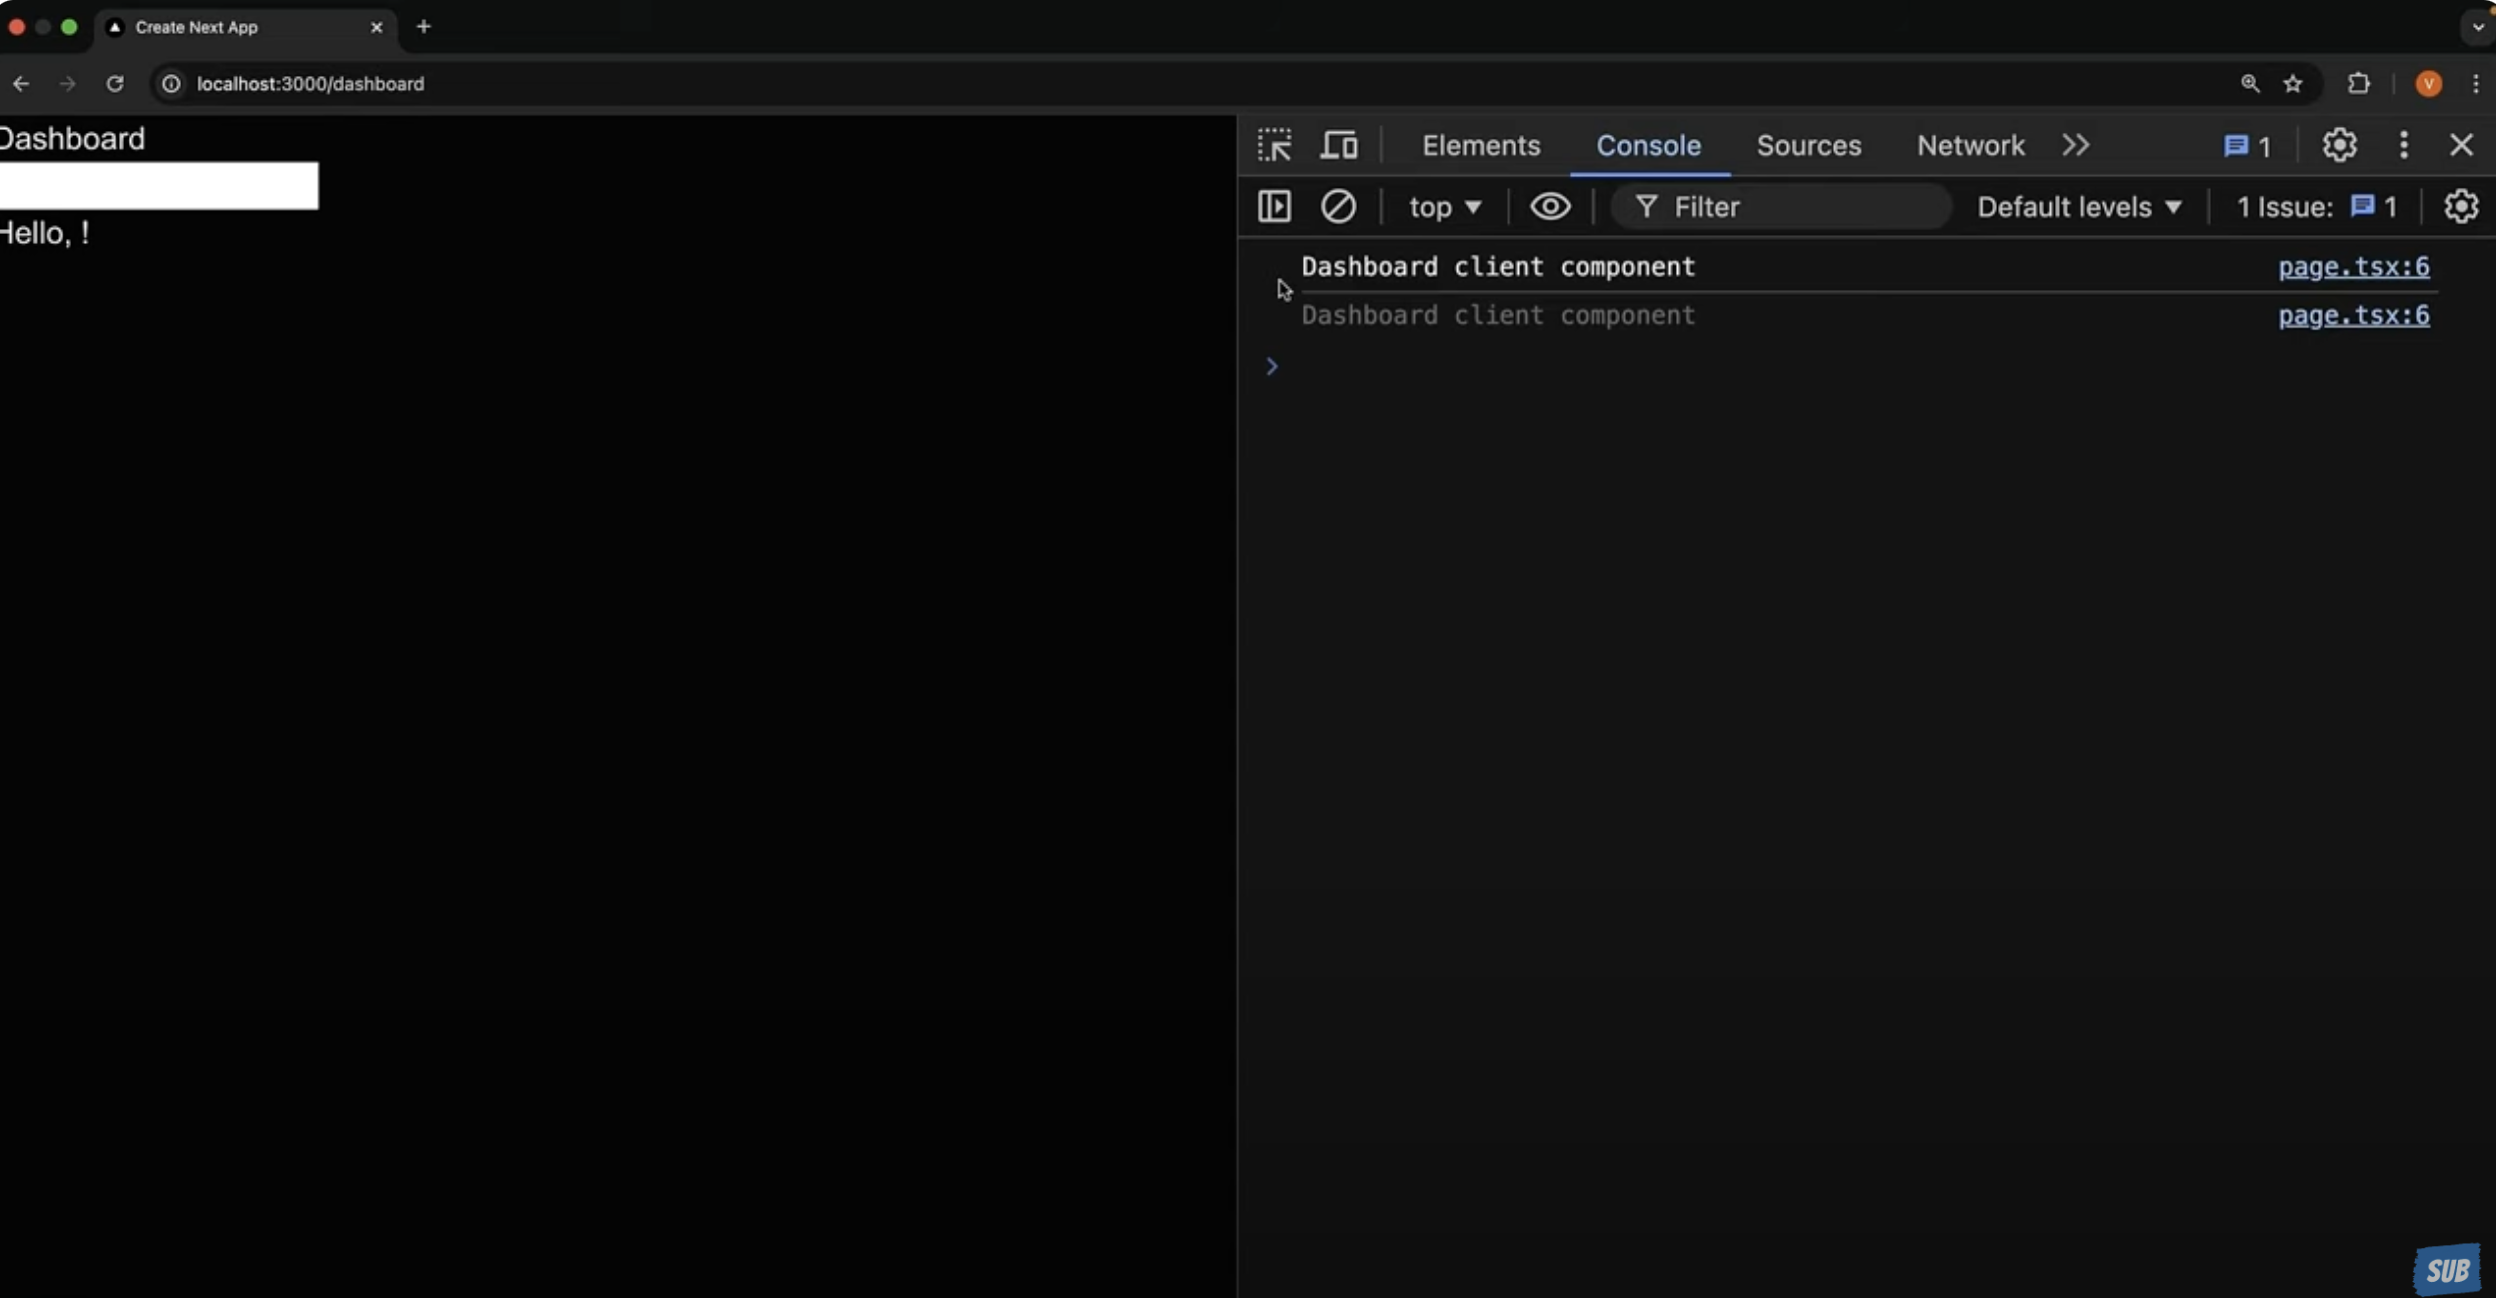 Create Next App
localhost:3000/dashboard
V
Dashboard
Hello, !
Elements Console Sources Network 1
top Filter Default levels 1 Issue: 1
Dashboard client component page.tsx:6
Dashboard client component page.tsx:6
SUB